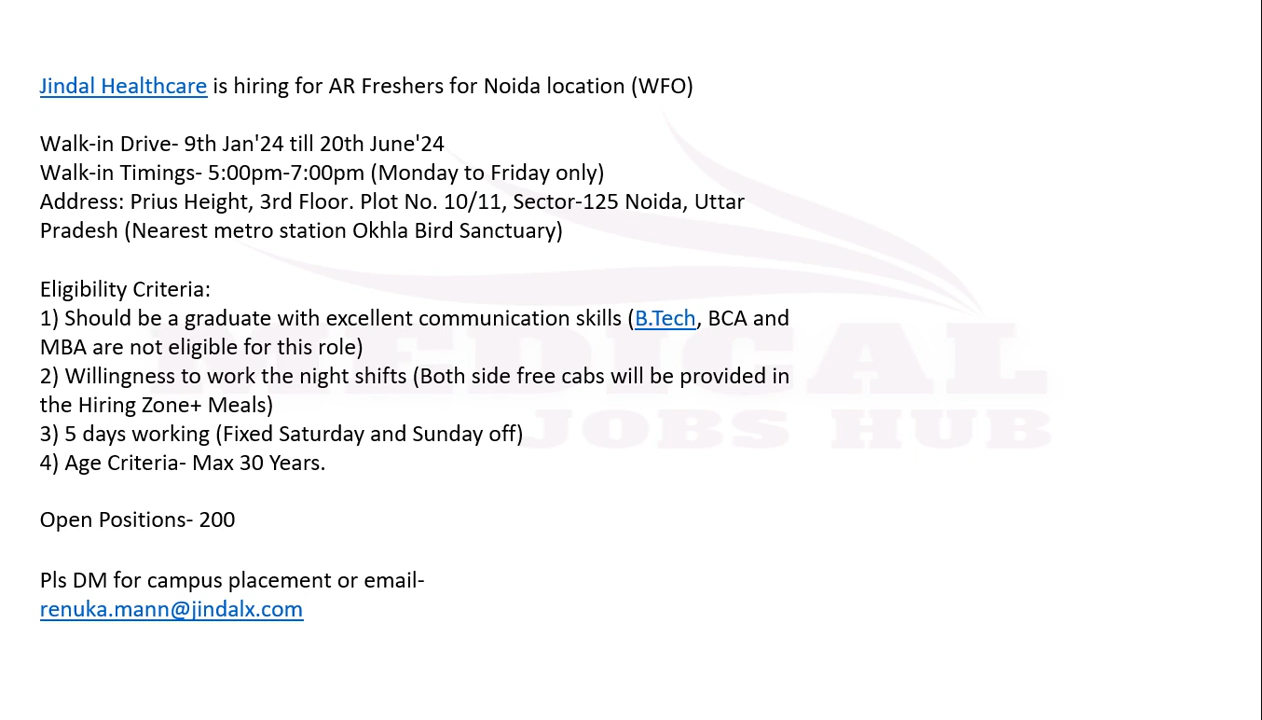 Jindal Healthcare is hiring for AR Freshers for Noida location (WFO)
Walk-in Drive- 9th Jan'24 till 20th June'24
Walk-in Timings- 5:00pm-7:00pm (Monday to Friday only)
Address: Prius Height, 3rd Floor. Plot No. 10/11, Sector-125 Noida, Uttar
Pradesh (Nearest metro station Okhla Bird Sanctuary)
Eligibility Criteria:
1) Should be a graduate with excellent communication skills (B.Tech, BCA and
MBA are not eligible for this role)
2) Willingness to work the night shifts (Both side free cabs will be provided in
the Hiring Zone+ Meals)
3) 5 days working (Fixed Saturday and Sunday off)
4) Age Criteria- Max 30 Years.
Open Positions- 200
Pls DM for campus placement or email-
renuka.mann@jindalx.com
MEDICAL
JOBS HUB